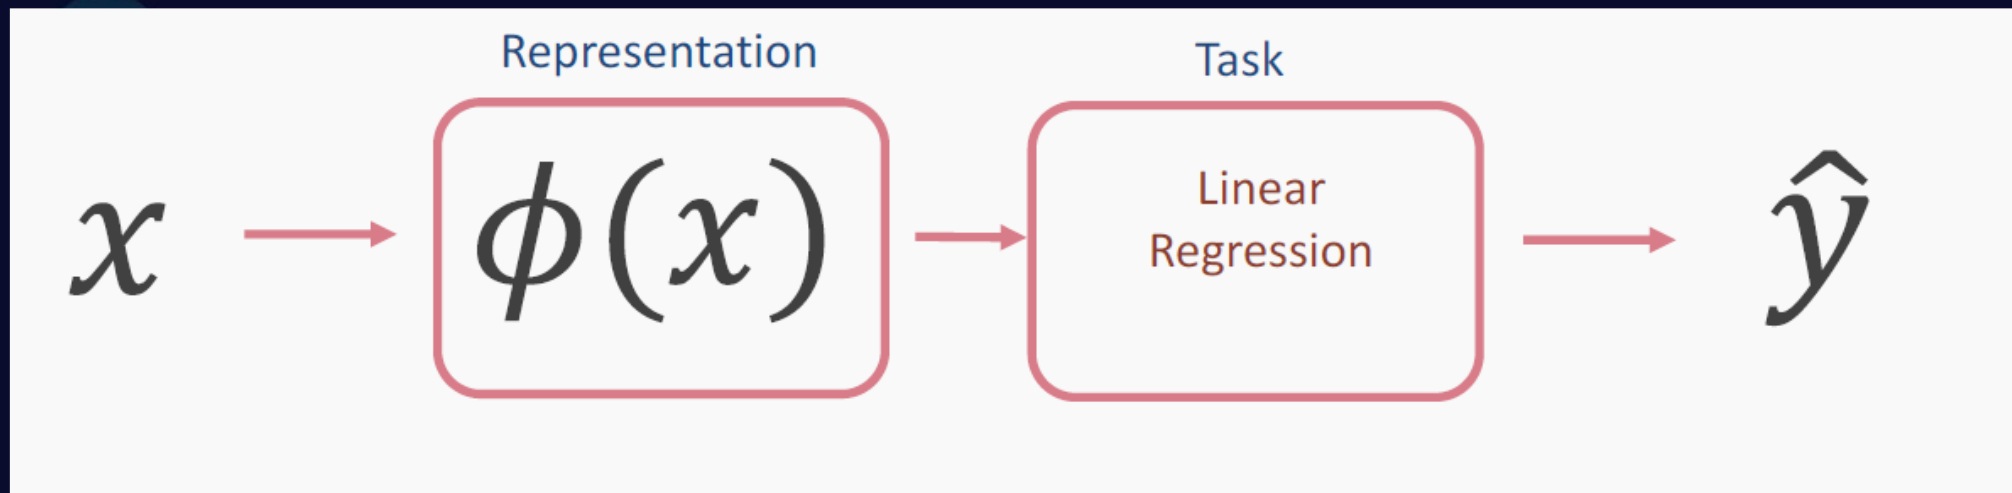 Representation
Task
x
ϕ(x)
Linear
Regression
ŷ